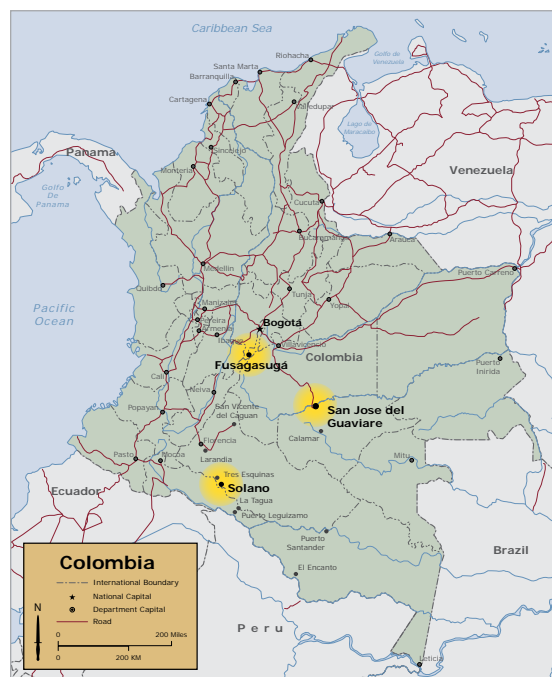 Caribbean Sea
Riohacha
Golfo de
Venezuela
Santa Marta
Barranquilla
Cartagena
Valledupar
Lago de
Maracaibo
Sincelejo
Panama
Monteria
Venezuela
Golfo
De
Panama
Cucuta
Bucaramanga
Arauca
Medellin
Puerto Carreno
Quibdo
Tunja
Manizales
Yopal
Pacific
Ocean
Pereira
Armenia
Bogotá
Ibague
Villavicencio
Colombia
Fusagasugá
Puerto
Inirida
Cali
Neiva
Popayan
San Vicente
del Caguan
San Jose del
Guaviare
Calamar
Florencia
Larandia
Pasto
Mocoa
Mitu
Tres Esquinas
Solano
Ecuador
La Tagua
Puerto Leguizamo
Puerto
Santander
Brazil
El Encanto
Peru
Leticia
Colombia
International Boundary
National Capital
Department Capital
Road
N
0
200 Miles
0
200 KM